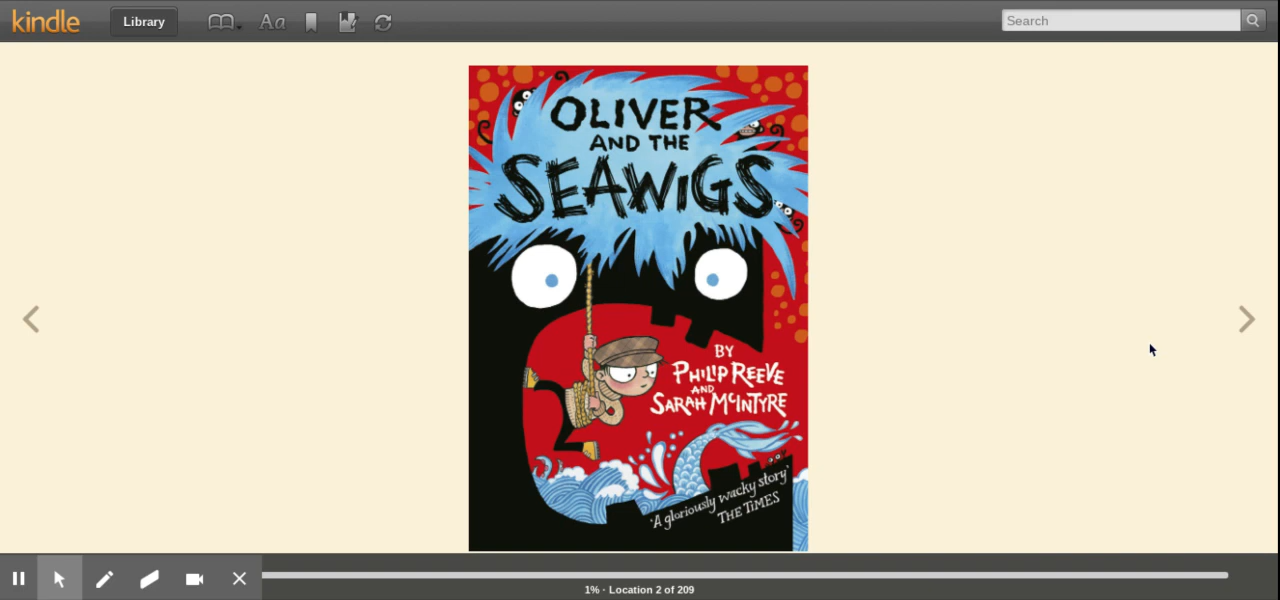 kindle
Library
Aa
Search
OLIVER
AND THE
SEAWIGS
BY
PHILIP REEVE
AND
SARAH McINTYRE
'A gloriously wacky story'
THE TIMES
1% · Location 2 of 209